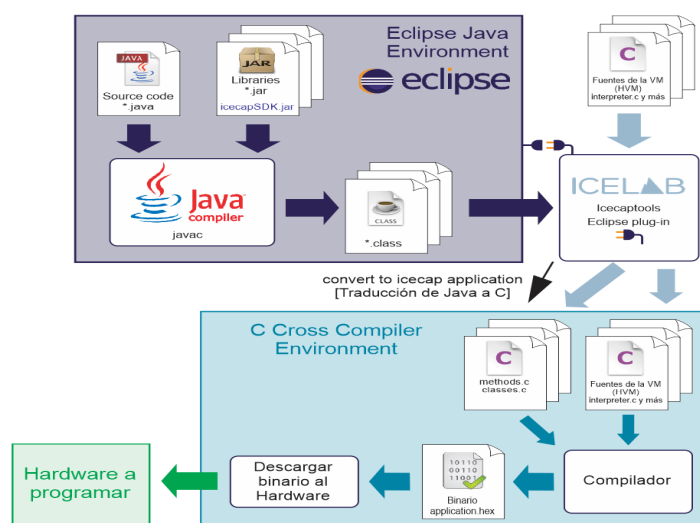 Eclipse Java
Environment
eclipse
JAVA
Source code
*.java
JAR
Libraries
*.jar
icecapSDK.jar
C
Fuentes de la VM
(HVM)
interpreter.c y más
Java
compiler
javac
CLASS
*.class
ICELAB
Icecaptools
Eclipse plug-in
convert to icecap application
[Traducción de Java a C]
C Cross Compiler
Environment
C
methods.c
classes.c
C
Fuentes de la VM
(HVM)
interpreter.c y más
Hardware a
programar
Descargar
binario al
Hardware
10110
00110
11001
Binario
application.hex
Compilador